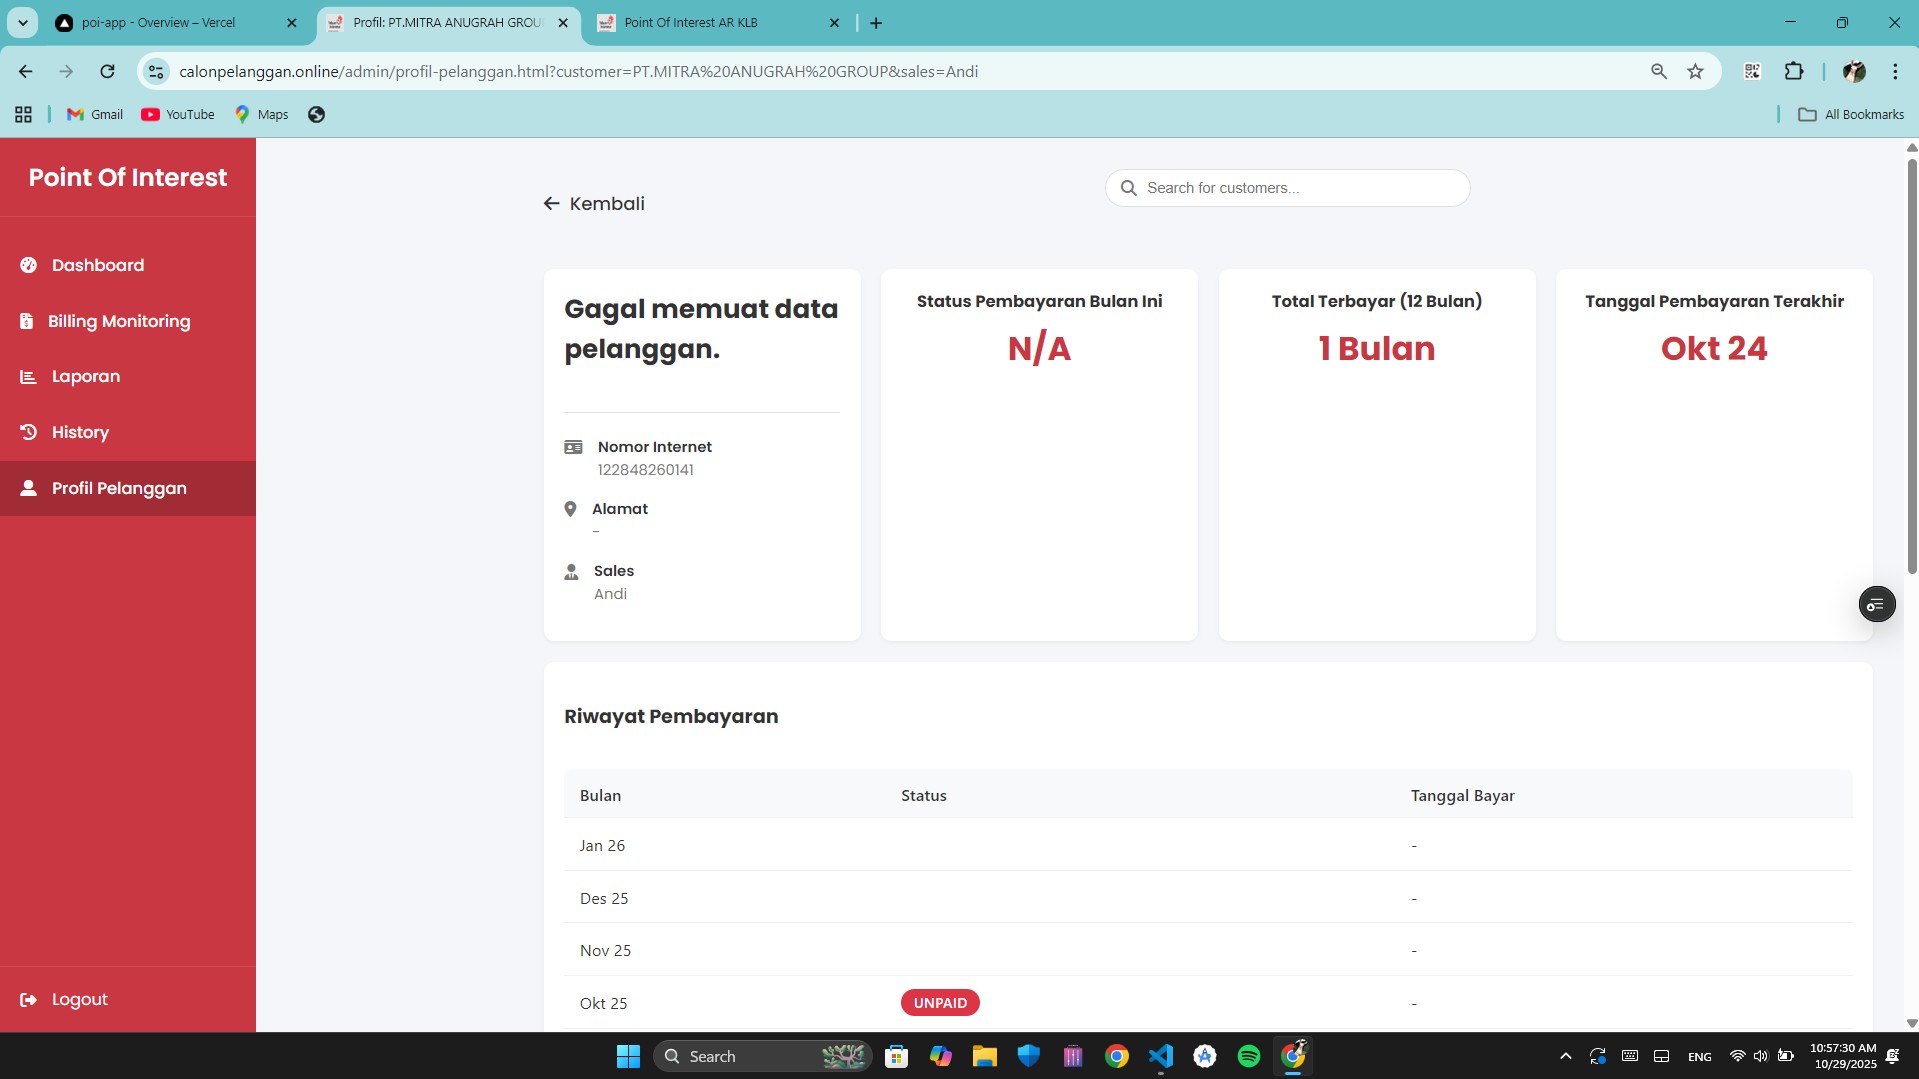 poi-app - Overview – Vercel
Profil: PT.MITRA ANUGRAH GROU
Point Of Interest AR KLB
calonpelanggan.online/admin/profil-pelanggan.html?customer=PT.MITRA%20ANUGRAH%20GROUP&sales=Andi
Gmail
YouTube
Maps
All Bookmarks
Point Of Interest
Dashboard
Billing Monitoring
Laporan
History
Profil Pelanggan
Logout
Kembali
Search for customers...
Gagal memuat data
pelanggan.
Nomor Internet
122848260141
Alamat
-
Sales
Andi
Status Pembayaran Bulan Ini
N/A
Total Terbayar (12 Bulan)
1 Bulan
Tanggal Pembayaran Terakhir
Okt 24
Riwayat Pembayaran
Bulan Status Tanggal Bayar
Jan 26 -
Des 25 -
Nov 25 -
Okt 25 UNPAID -
Search
ENG
10:57:30 AM
10/29/2025